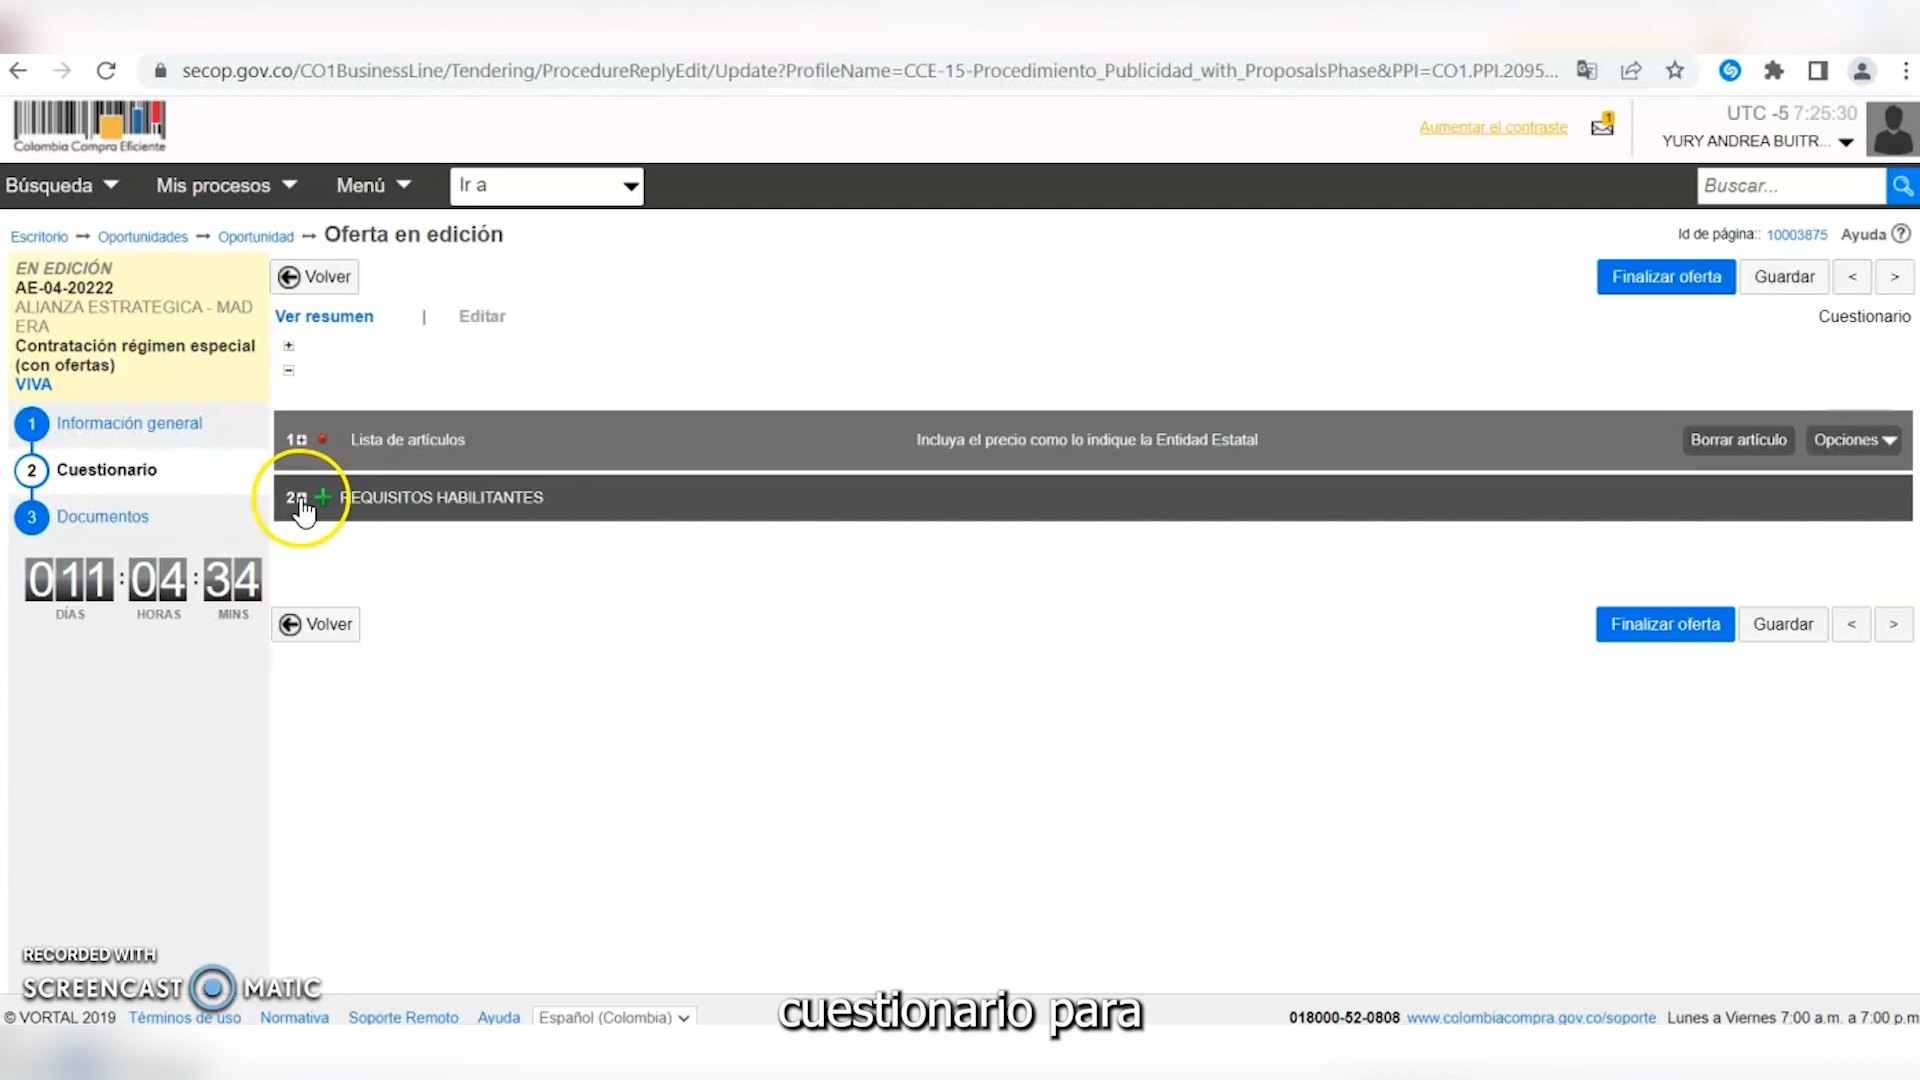 secop.gov.co/CO1BusinessLine/Tendering/ProcedureReplyEdit/Update?ProfileName=CCE-15-Procedimiento_Publicidad_with_ProposalsPhase&PPI=CO1.PPI.2095...
Colombia Compra Eficiente
Aumentar el contraste
1
UTC -5 7:25:30
YURY ANDREA BUITR...
Búsqueda
Mis procesos
Menú
Ir a
Buscar...
Escritorio → Oportunidades → Oportunidad → Oferta en edición
Id de página:: 10003875
Ayuda ?
EN EDICIÓN
AE-04-20222
ALIANZA ESTRATEGICA - MAD
ERA
Contratación régimen especial
(con ofertas)
VIVA
Volver
Finalizar oferta
Guardar
<
>
Ver resumen | Editar
Cuestionario
1 Información general
2 Cuestionario
3 Documentos
1 Lista de artículos
Incluya el precio como lo indique la Entidad Estatal
Borrar artículo
Opciones
2 REQUISITOS HABILITANTES
011 : 04 : 34
DÍAS HORAS MINS
Volver
Finalizar oferta
Guardar
<
>
RECORDED WITH
SCREENCAST MATIC
cuestionario para
© VORTAL 2019
Términos de uso
Normativa
Soporte Remoto
Ayuda
Español (Colombia)
018000-52-0808
www.colombiacompra.gov.co/soporte
Lunes a Viernes 7:00 a.m. a 7:00 p.m